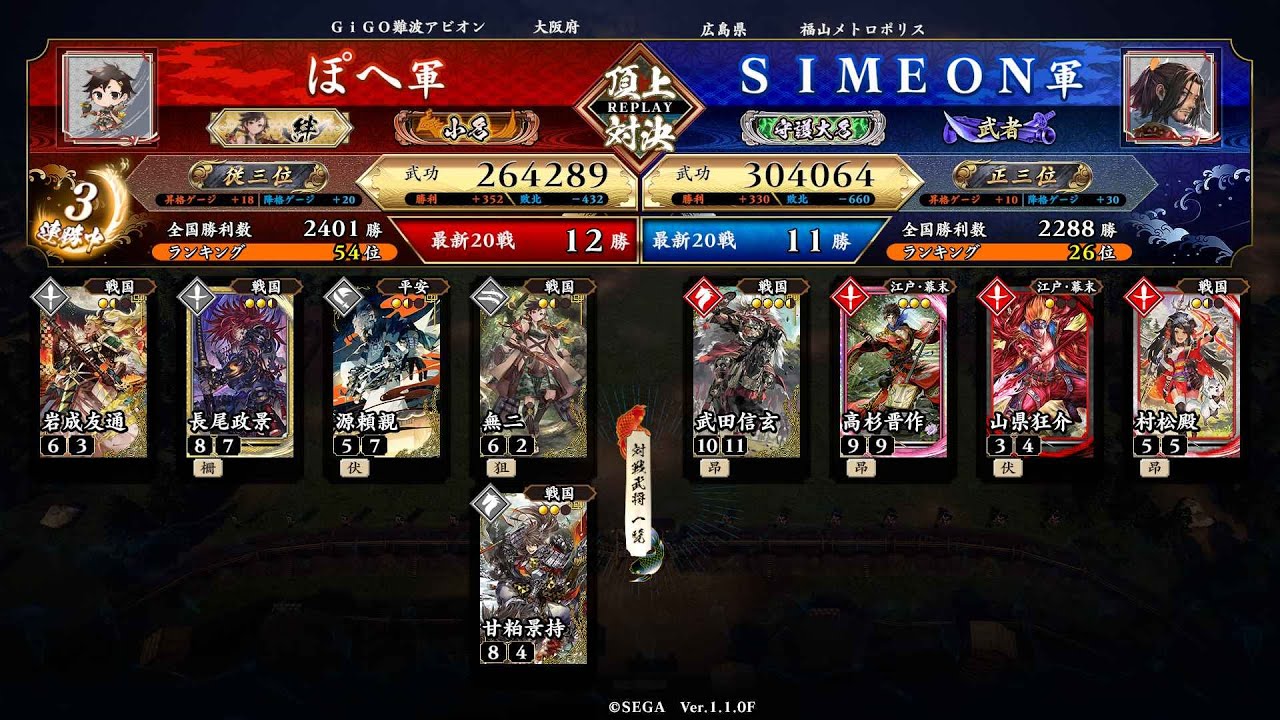 GiGO難波アビオン 大阪府
広島県 福山メトロポリス
ぽへ軍
頂上
REPLAY
対決
SIMEON軍
絆
小名
守護大名
武者
3
連勝中
従三位
昇格ゲージ +18 降格ゲージ +20
武功 264289
勝利 +352 敗北 -432
武功 304064
勝利 +330 敗北 -660
正三位
昇格ゲージ +10 降格ゲージ +30
全国勝利数 2401勝
ランキング 54位
最新20戦 12勝
最新20戦 11勝
全国勝利数 2288勝
ランキング 26位
戦国
岩成友通
6 3
戦国
長尾政景
8 7
柵
平安
源頼親
5 7
伏
戦国
無二
6 2
狙
戦国
武田信玄
10 11
昂
江戸・幕末
高杉晋作
9 9
昂
江戸・幕末
山県狂介
3 4
伏
戦国
村松殿
5 5
昂
対戦武将一覧
戦国
甘粕景持
8 4
©SEGA Ver.1.1.0F